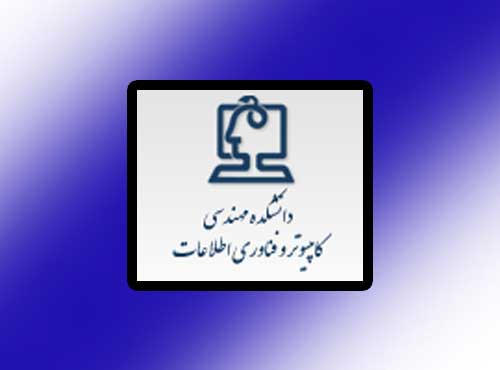 دانشکده مهندسی
کامپیوتر و فناوری اطلاعات